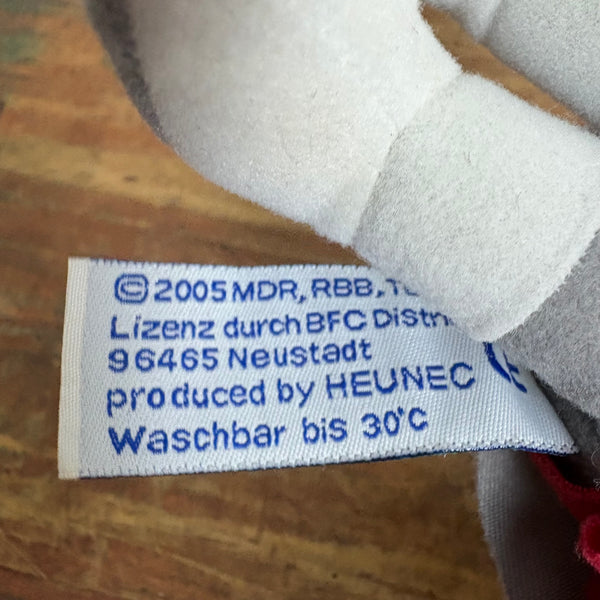 © 2005 MDR, RBB,
Lizenz durch BFC
96465 Neustadt
produced by HEUNEC
Waschbar bis 30°C